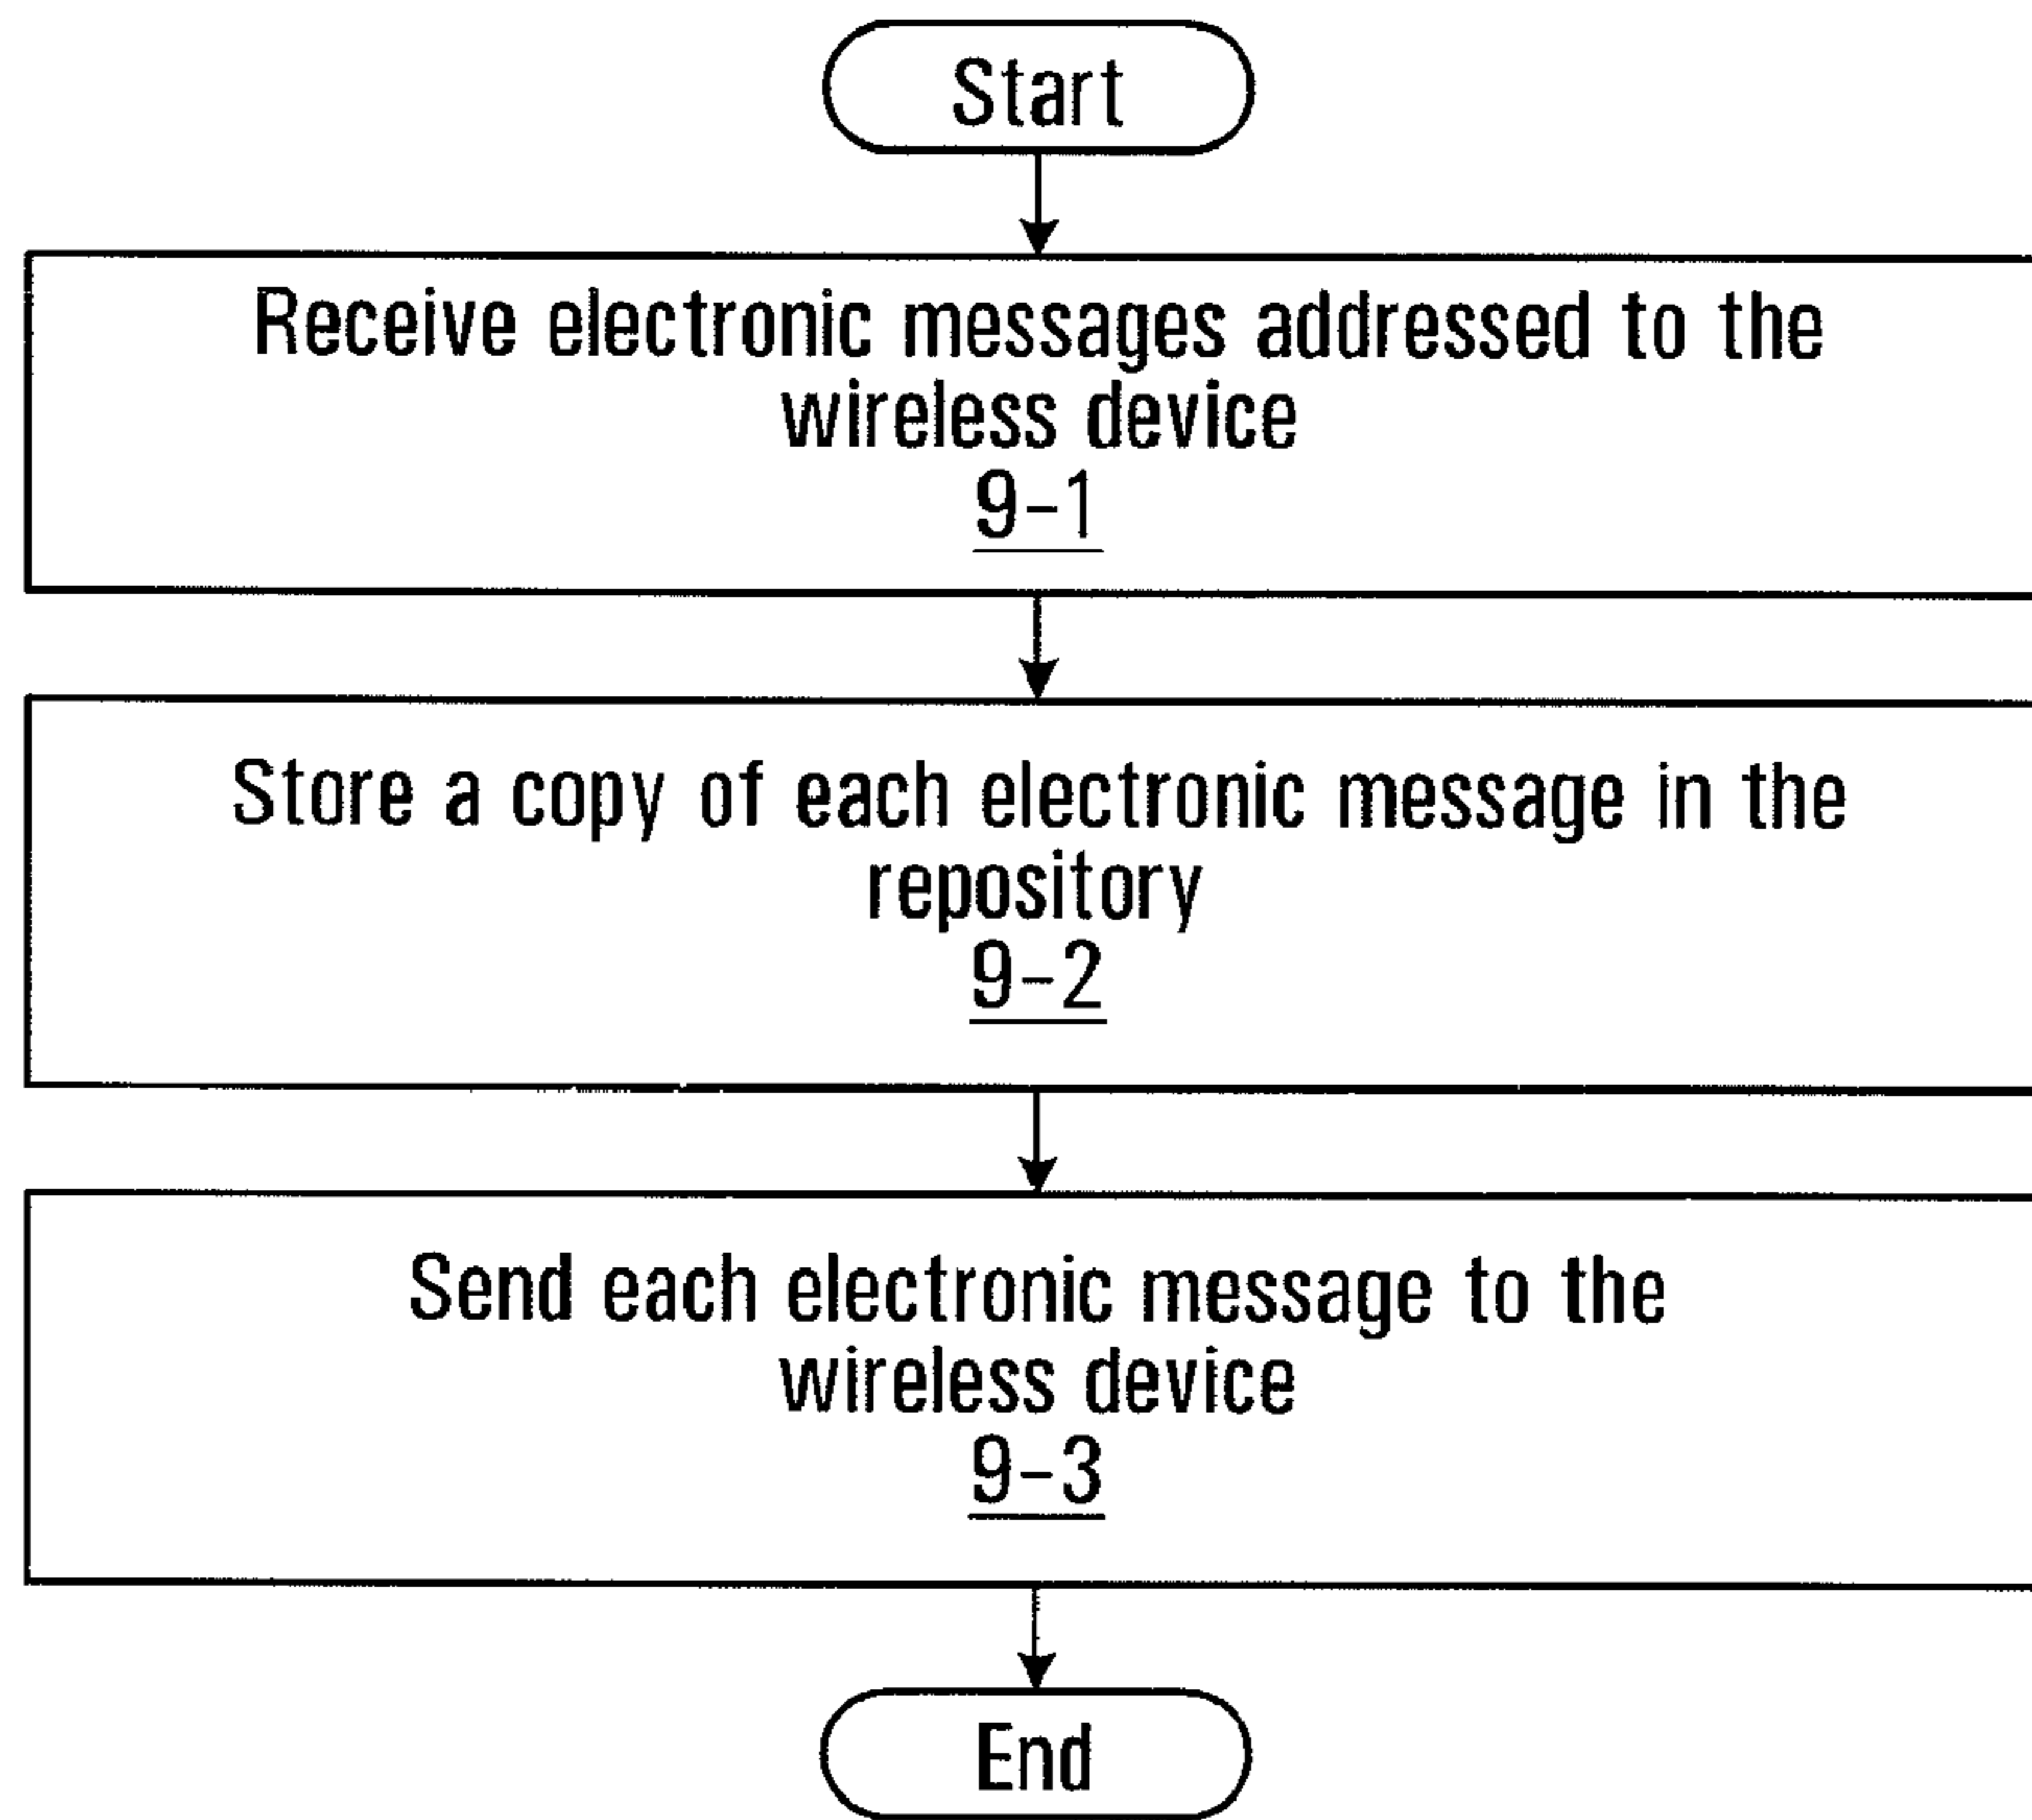 Start
Receive electronic messages addressed to the
wireless device
9-1
Store a copy of each electronic message in the
repository
9-2
Send each electronic message to the
wireless device
9-3
End